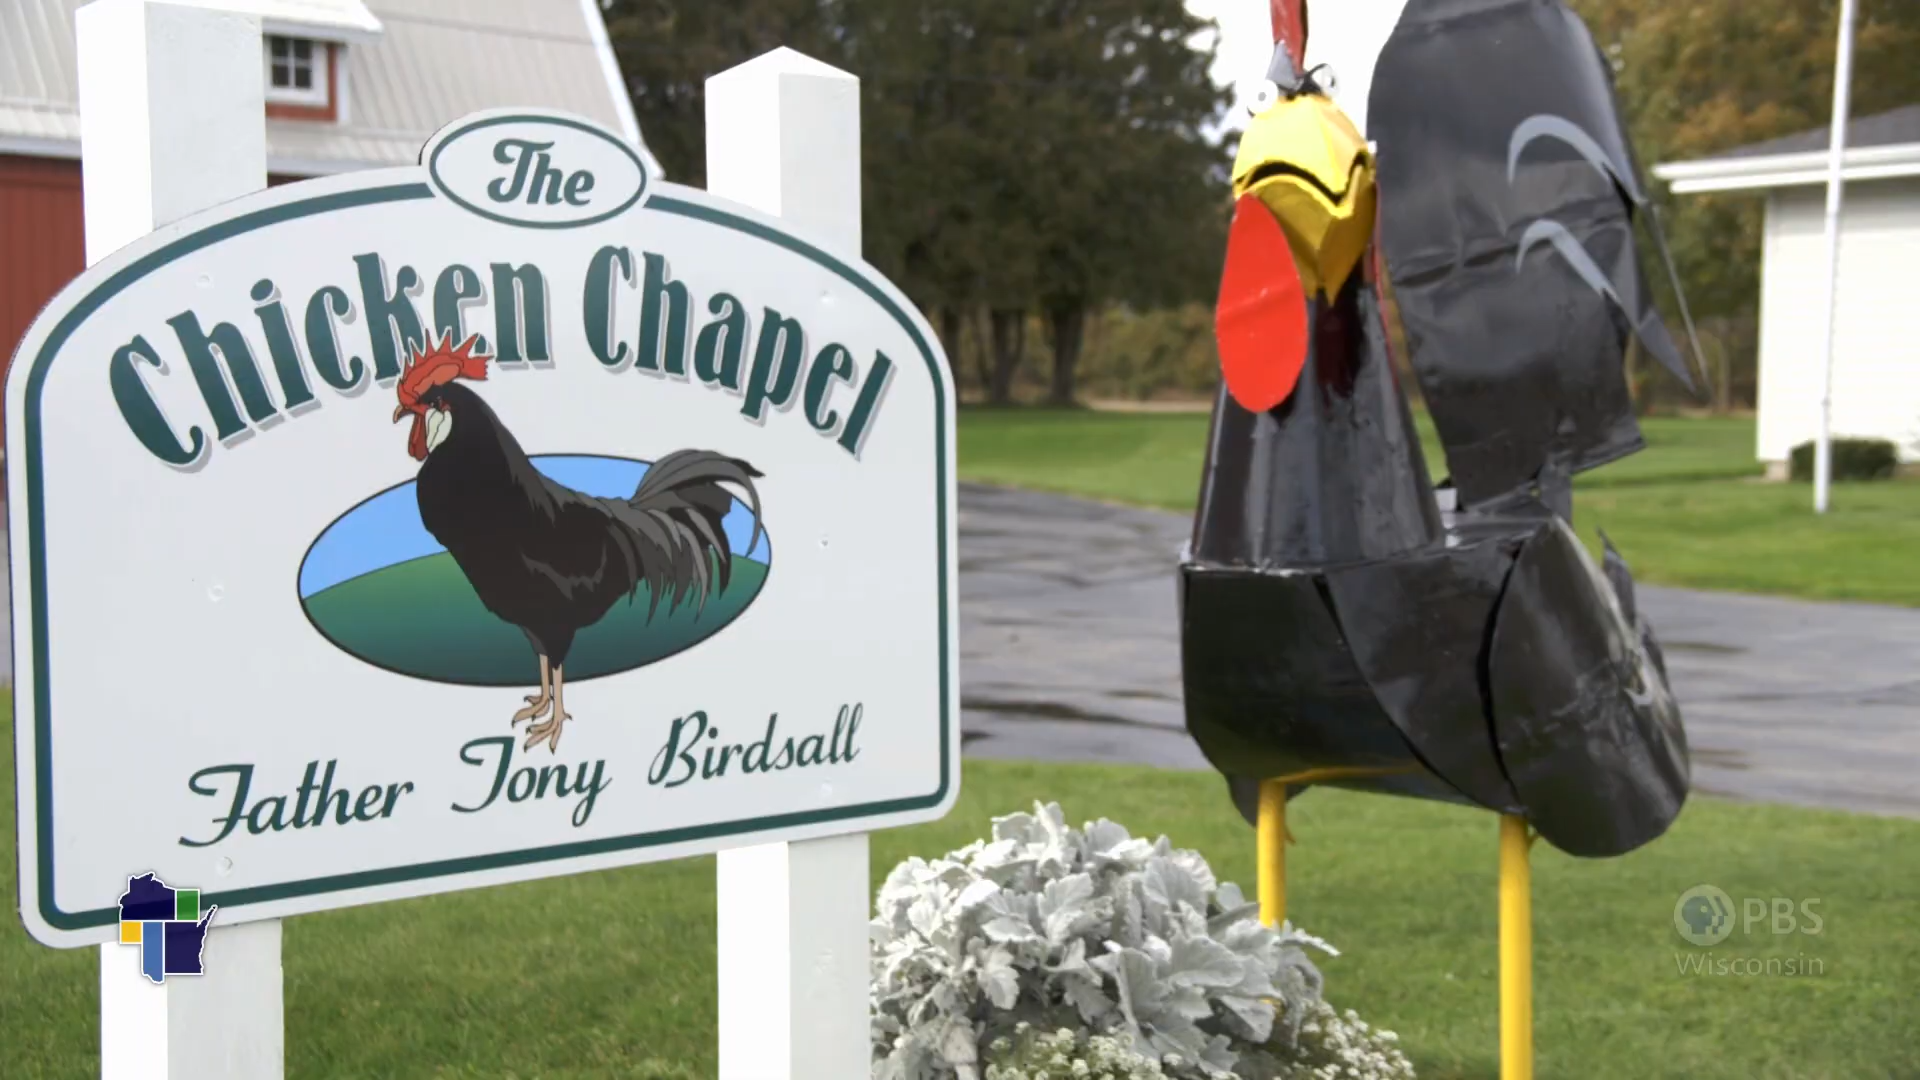 The
Chicken Chapel
Father Tony Birdsall
PBS
Wisconsin